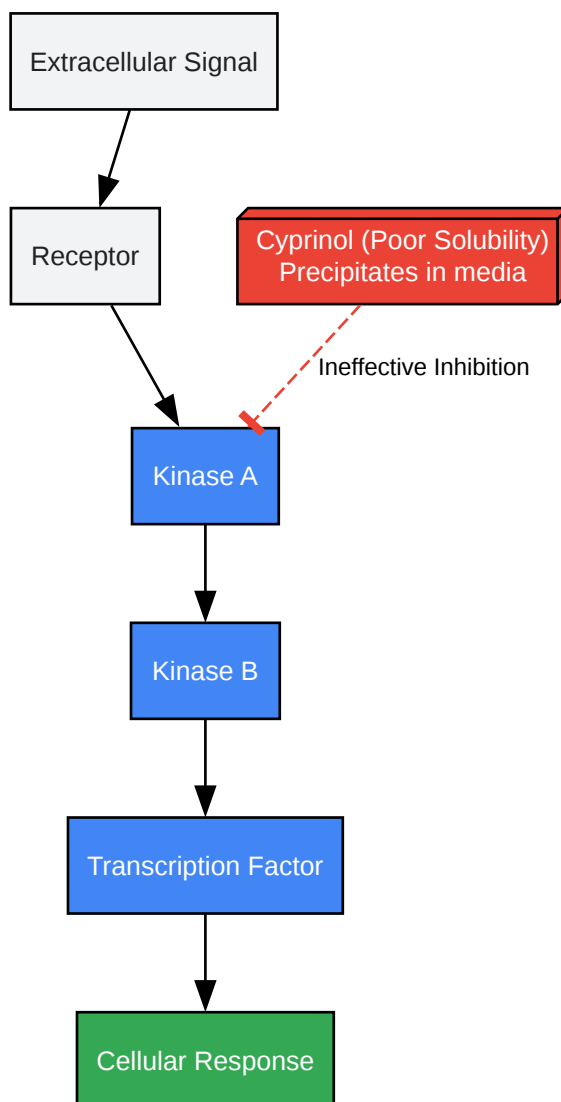 Extracellular Signal
Receptor
Cyprinol (Poor Solubility)
Precipitates in media
Ineffective Inhibition
Kinase A
Kinase B
Transcription Factor
Cellular Response